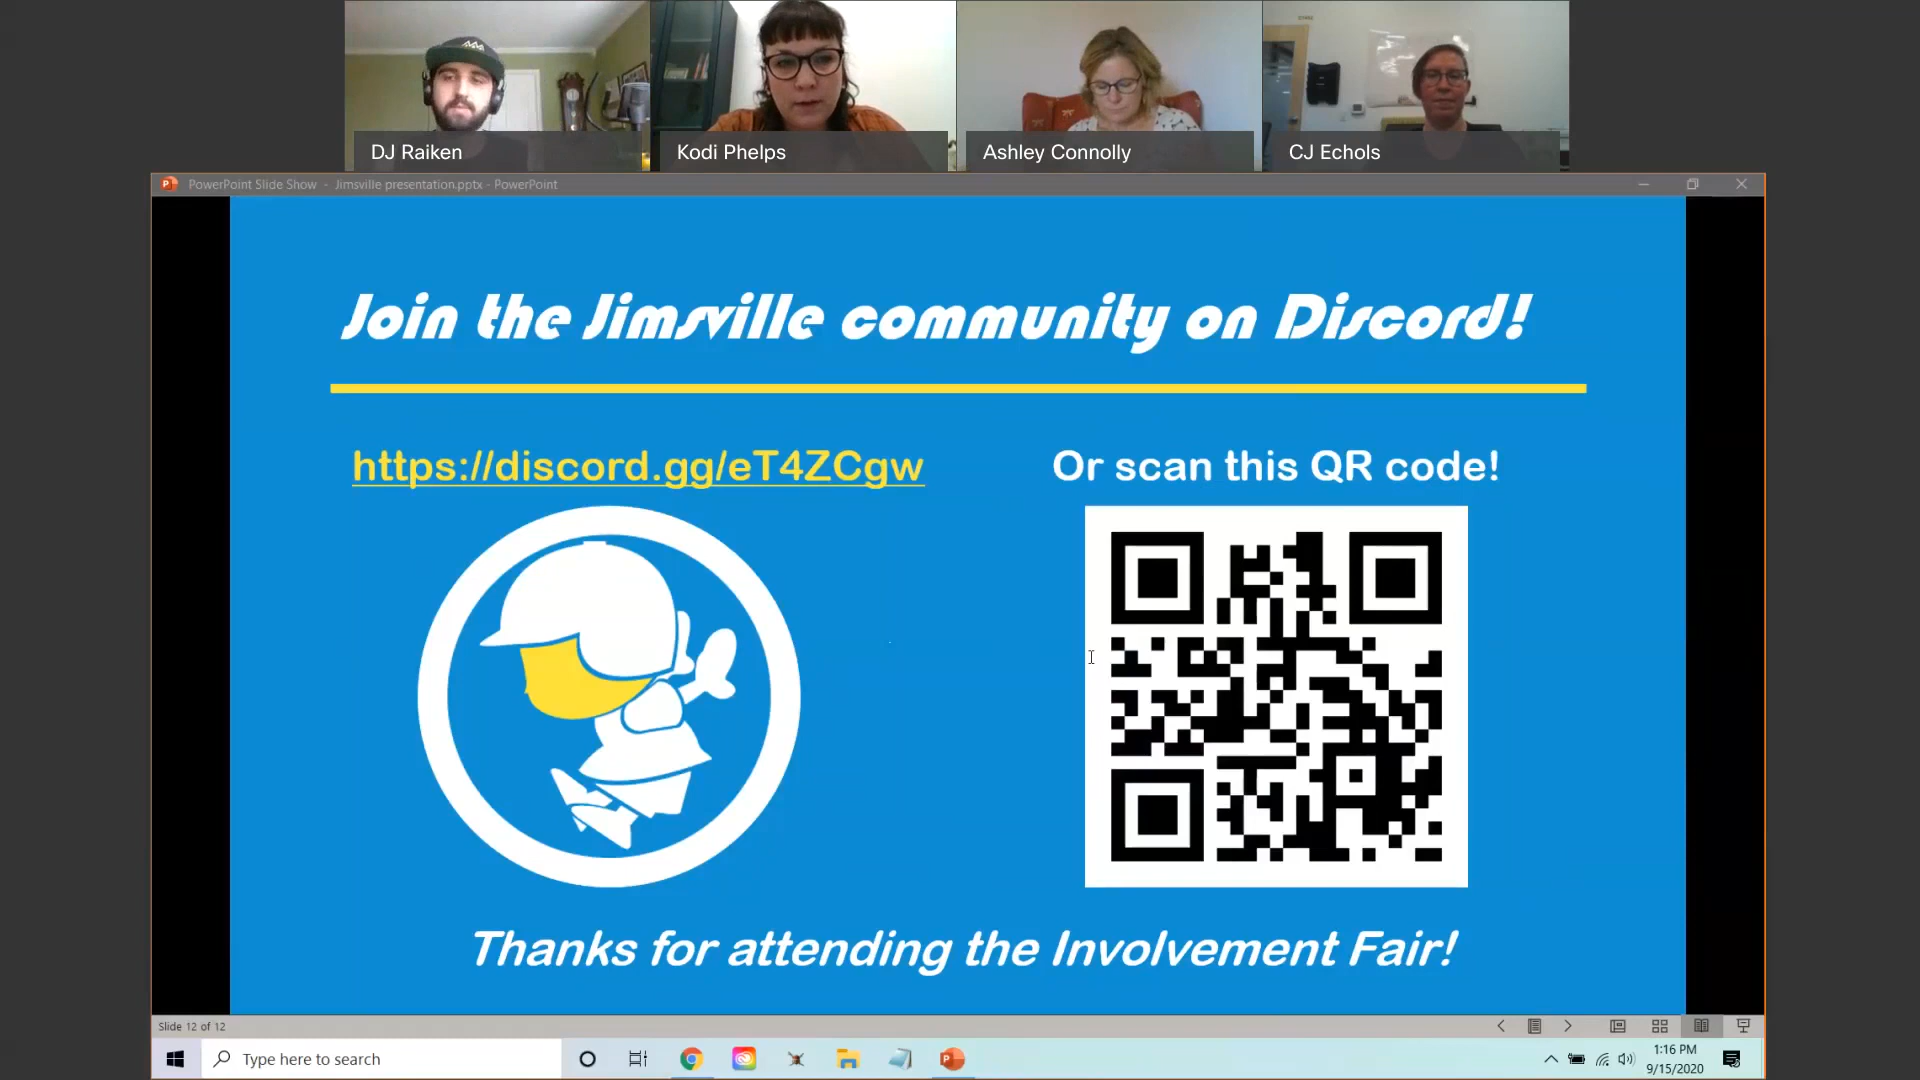 DJ Raiken
Kodi Phelps
Ashley Connolly
CJ Echols
PowerPoint Slide Show - Jimsville presentation.pptx - PowerPoint
Join the Jimsville community on Discord!
https://discord.gg/eT4ZCgw
Or scan this QR code!
Thanks for attending the Involvement Fair!
Slide 12 of 12
Type here to search
1:16 PM
9/15/2020